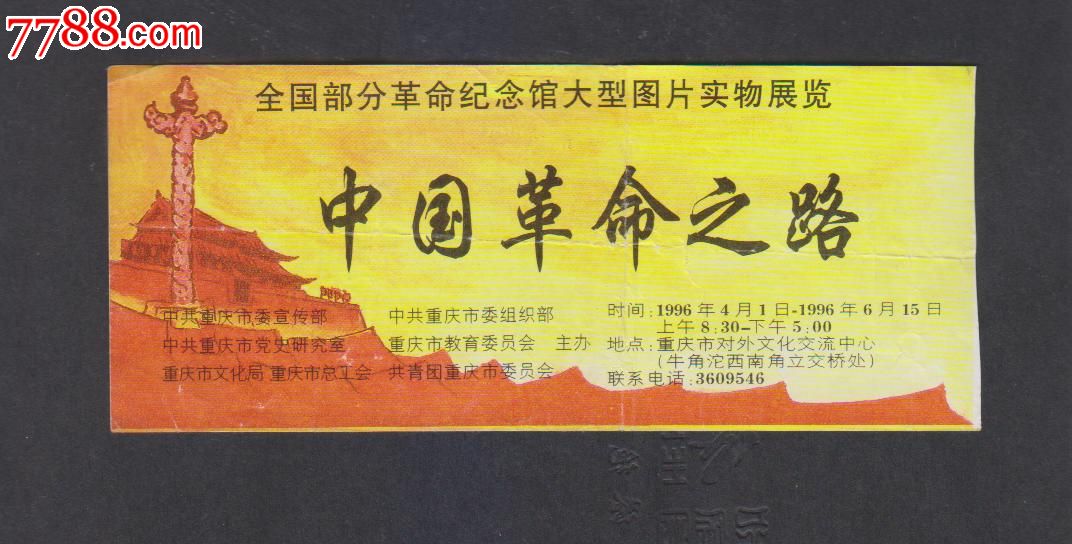 7788.com
全国部分革命纪念馆大型图片实物展览
中国革命之路
中共重庆市委宣传部 中共重庆市委组织部
中共重庆市党史研究室 重庆市教育委员会 主办
重庆市文化局 重庆市总工会 共青团重庆市委员会
时间:1996年4月1日-1996年6月15日
上午8:30-下午5:00
地点:重庆市对外文化交流中心
(牛角沱西南角立交桥处)
联系电话:3609546